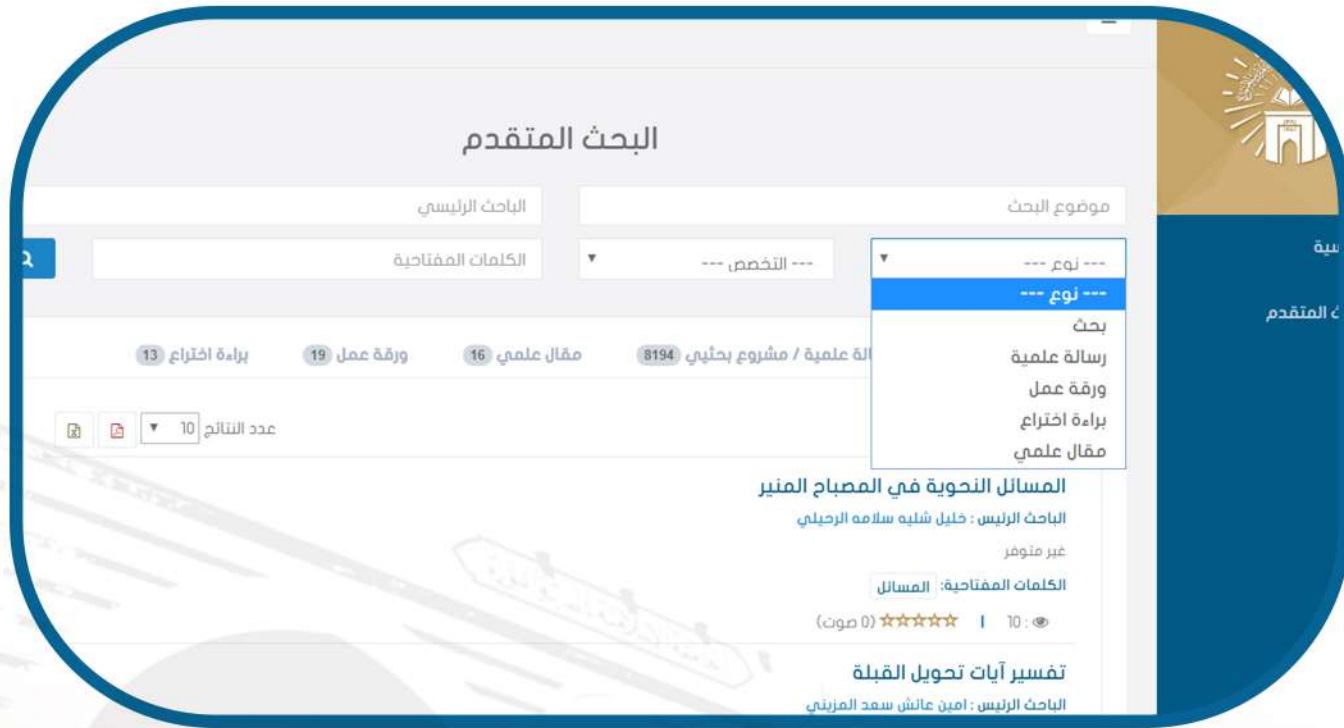 البحث المتقدم
موضوع البحث
الباحث الرئيسي
--- نوع ---
--- التخصص ---
الكلمات المفتاحية
--- نوع ---
بحث
رسالة علمية
ورقة عمل
براءة اختراع
مقال علمي
علمية / مشروع بحثي 8194
مقال علمي 16
ورقة عمل 19
براءة اختراع 13
عدد النتائج 10
المسائل النحوية في المصباح المنير
الباحث الرئيس : خليل شليه سلامه الرحيلي
غير متوفر
الكلمات المفتاحية: المسائل
10 : | (0 صوت)
تفسير آيات تحويل القبلة
الباحث الرئيس : امين عائش سعد المزيني
المتقدم